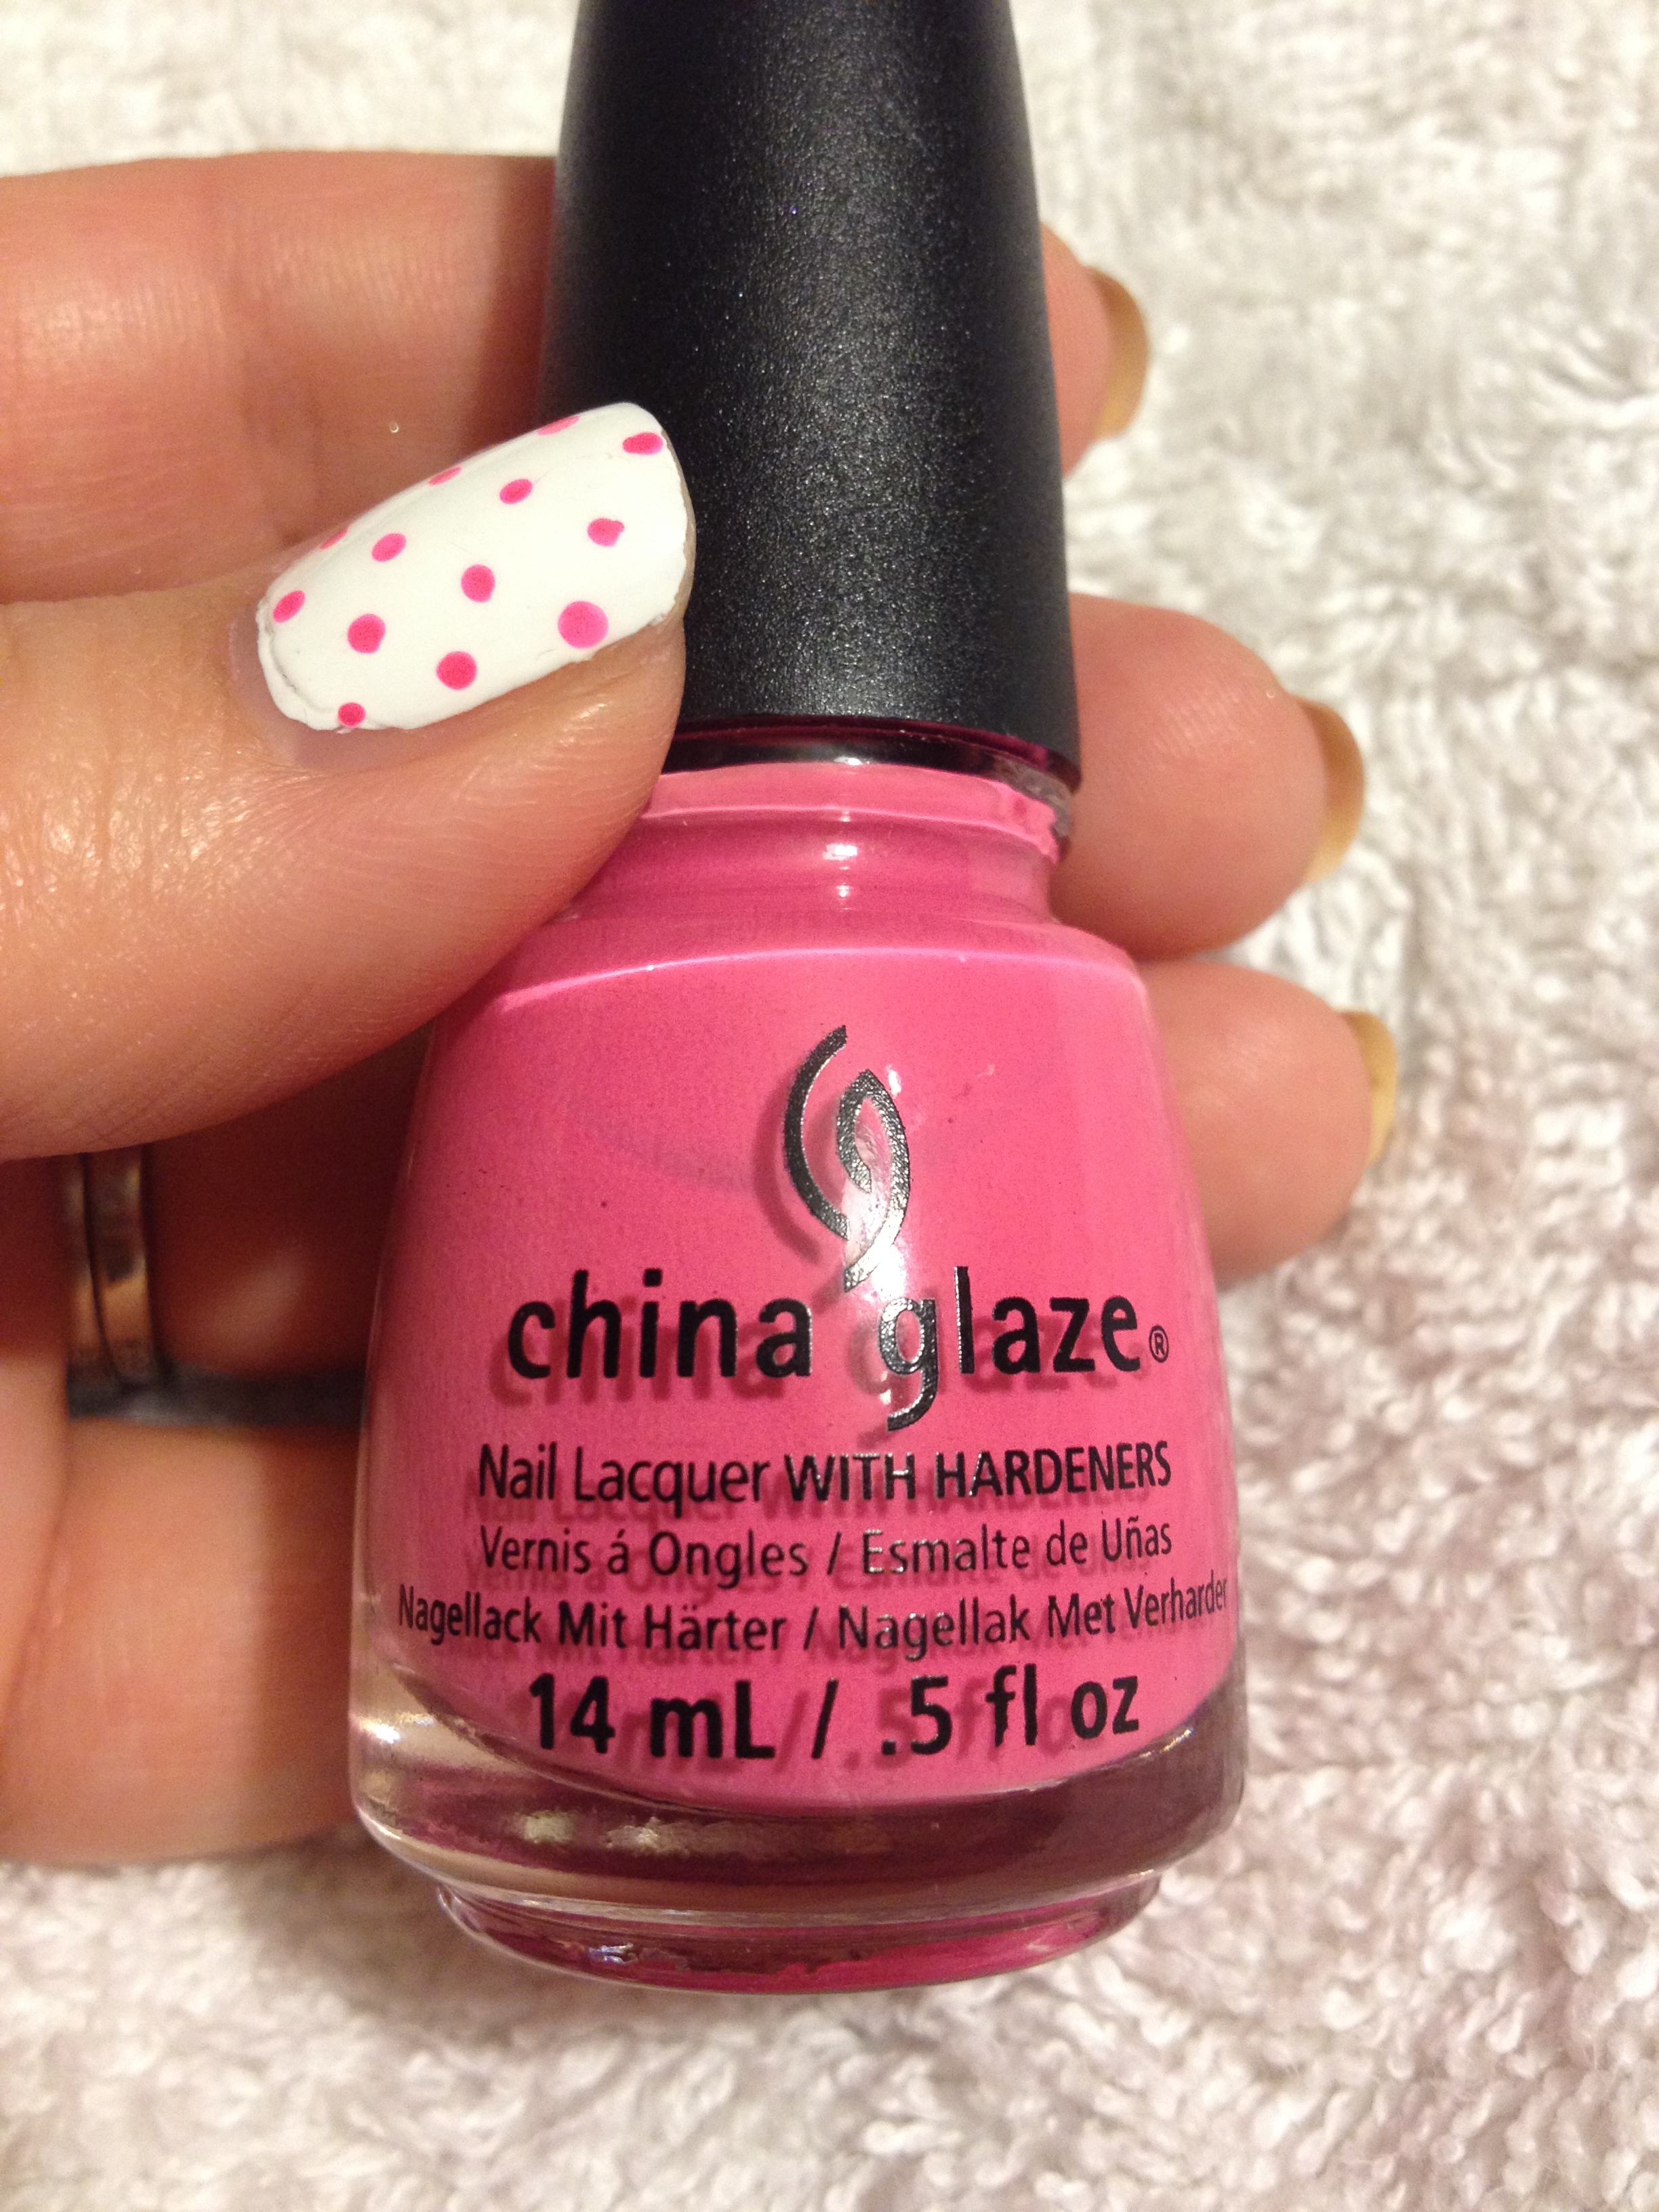 china glaze®
Nail Lacquer WITH HARDENERS
Vernis á Ongles / Esmalte de Uñas
Nagellack Mit Härter / Nagellak Met Verharder
14 mL / .5 fl oz